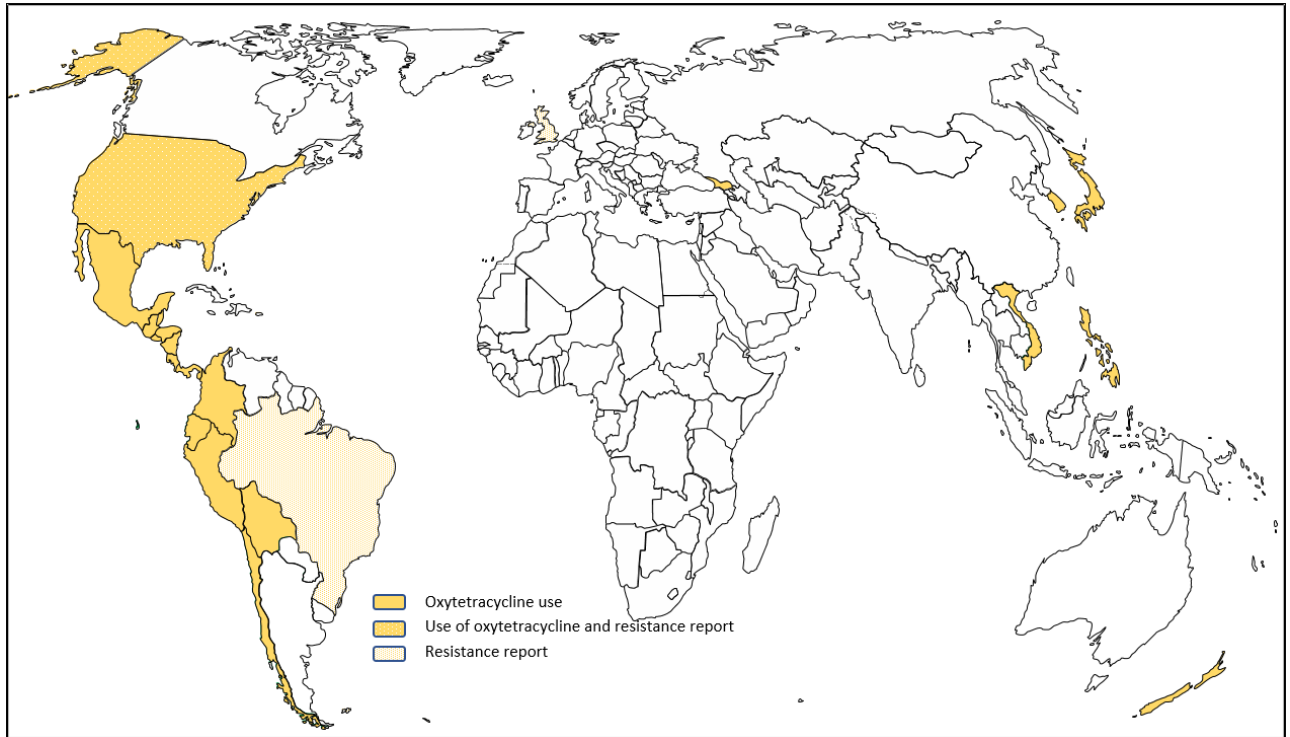 Oxytetracycline use
Use of oxytetracycline and resistance report
Resistance report